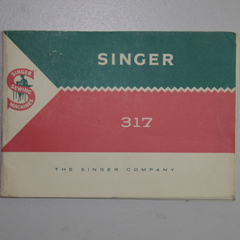 SINGER
SINGER
SEWING
MACHINES
317
THE SINGER COMPANY